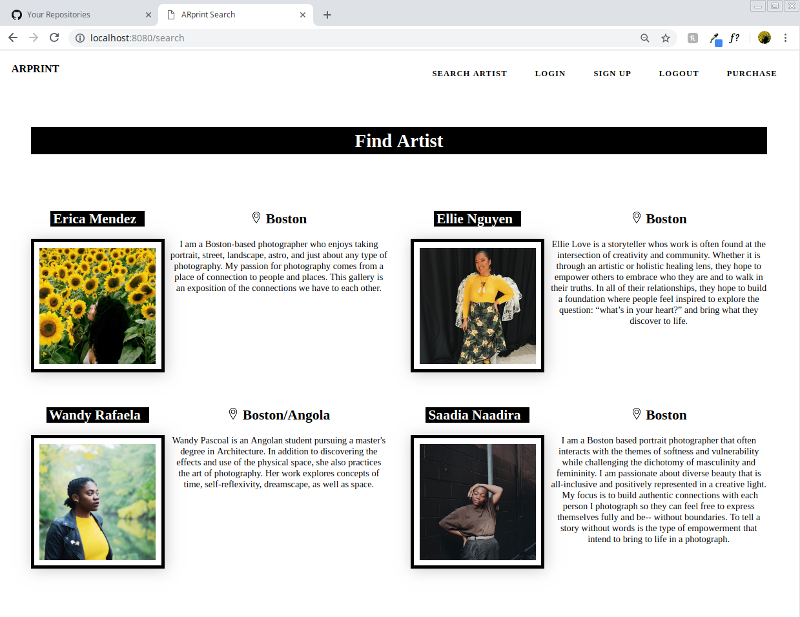 Your Repositories
ARprint Search
localhost:8080/search
f?
ARPRINT
SEARCH ARTIST LOGIN SIGN UP LOGOUT PURCHASE
Find Artist
Erica Mendez
Boston
I am a Boston-based photographer who enjoys taking
portrait, street, landscape, astro, and just about any type of
photography. My passion for photography comes from a
place of connection to people and places. This gallery is
an exposition of the connections we have to each other.
Ellie Nguyen
Boston
Ellie Love is a storyteller whos work is often found at the
intersection of creativity and community. Whether it is
through an artistic or holistic healing lens, they hope to
empower others to embrace who they are and to walk in
their truths. In all of their relationships, they hope to build
a foundation where people feel inspired to explore the
question: “what’s in your heart?” and bring what they
discover to life.
Wandy Rafaela
Boston/Angola
Wandy Pascoal is an Angolan student pursuing a master's
degree in Architecture. In addition to discovering the
effects and use of the physical space, she also practices
the art of photography. Her work explores concepts of
time, self-reflexivity, dreamscape, as well as space.
Saadia Naadira
Boston
I am a Boston based portrait photographer that often
interacts with the themes of softness and vulnerability
while challenging the dichotomy of masculinity and
femininity. I am passionate about diverse beauty that is
all-inclusive and positively represented in a creative light.
My focus is to build authentic connections with each
person I photograph so they can feel free to express
themselves fully and be-- without boundaries. To tell a
story without words is the type of empowerment that
intend to bring to life in a photograph.